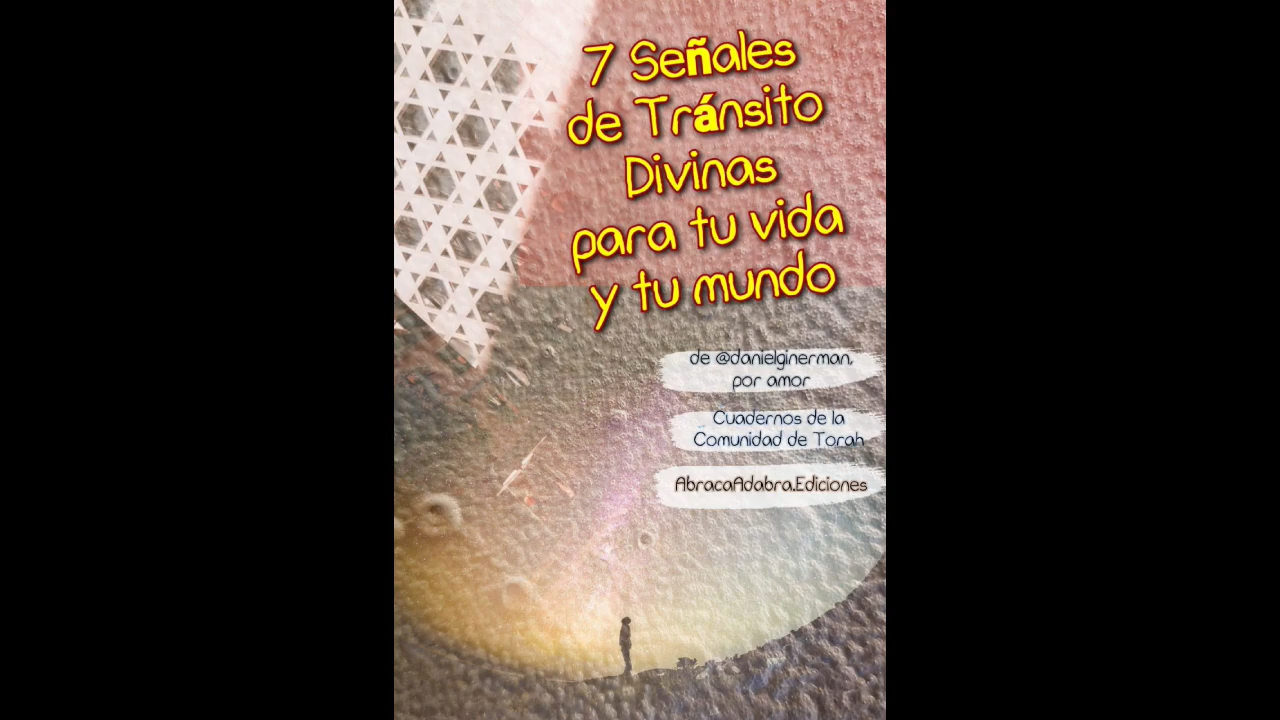 7 Señales
de Tránsito
Divinas
para tu vida
y tu mundo
de @danielginerman,
por amor
Cuadernos de la
Comunidad de Torah
AbracaAdabra.Ediciones